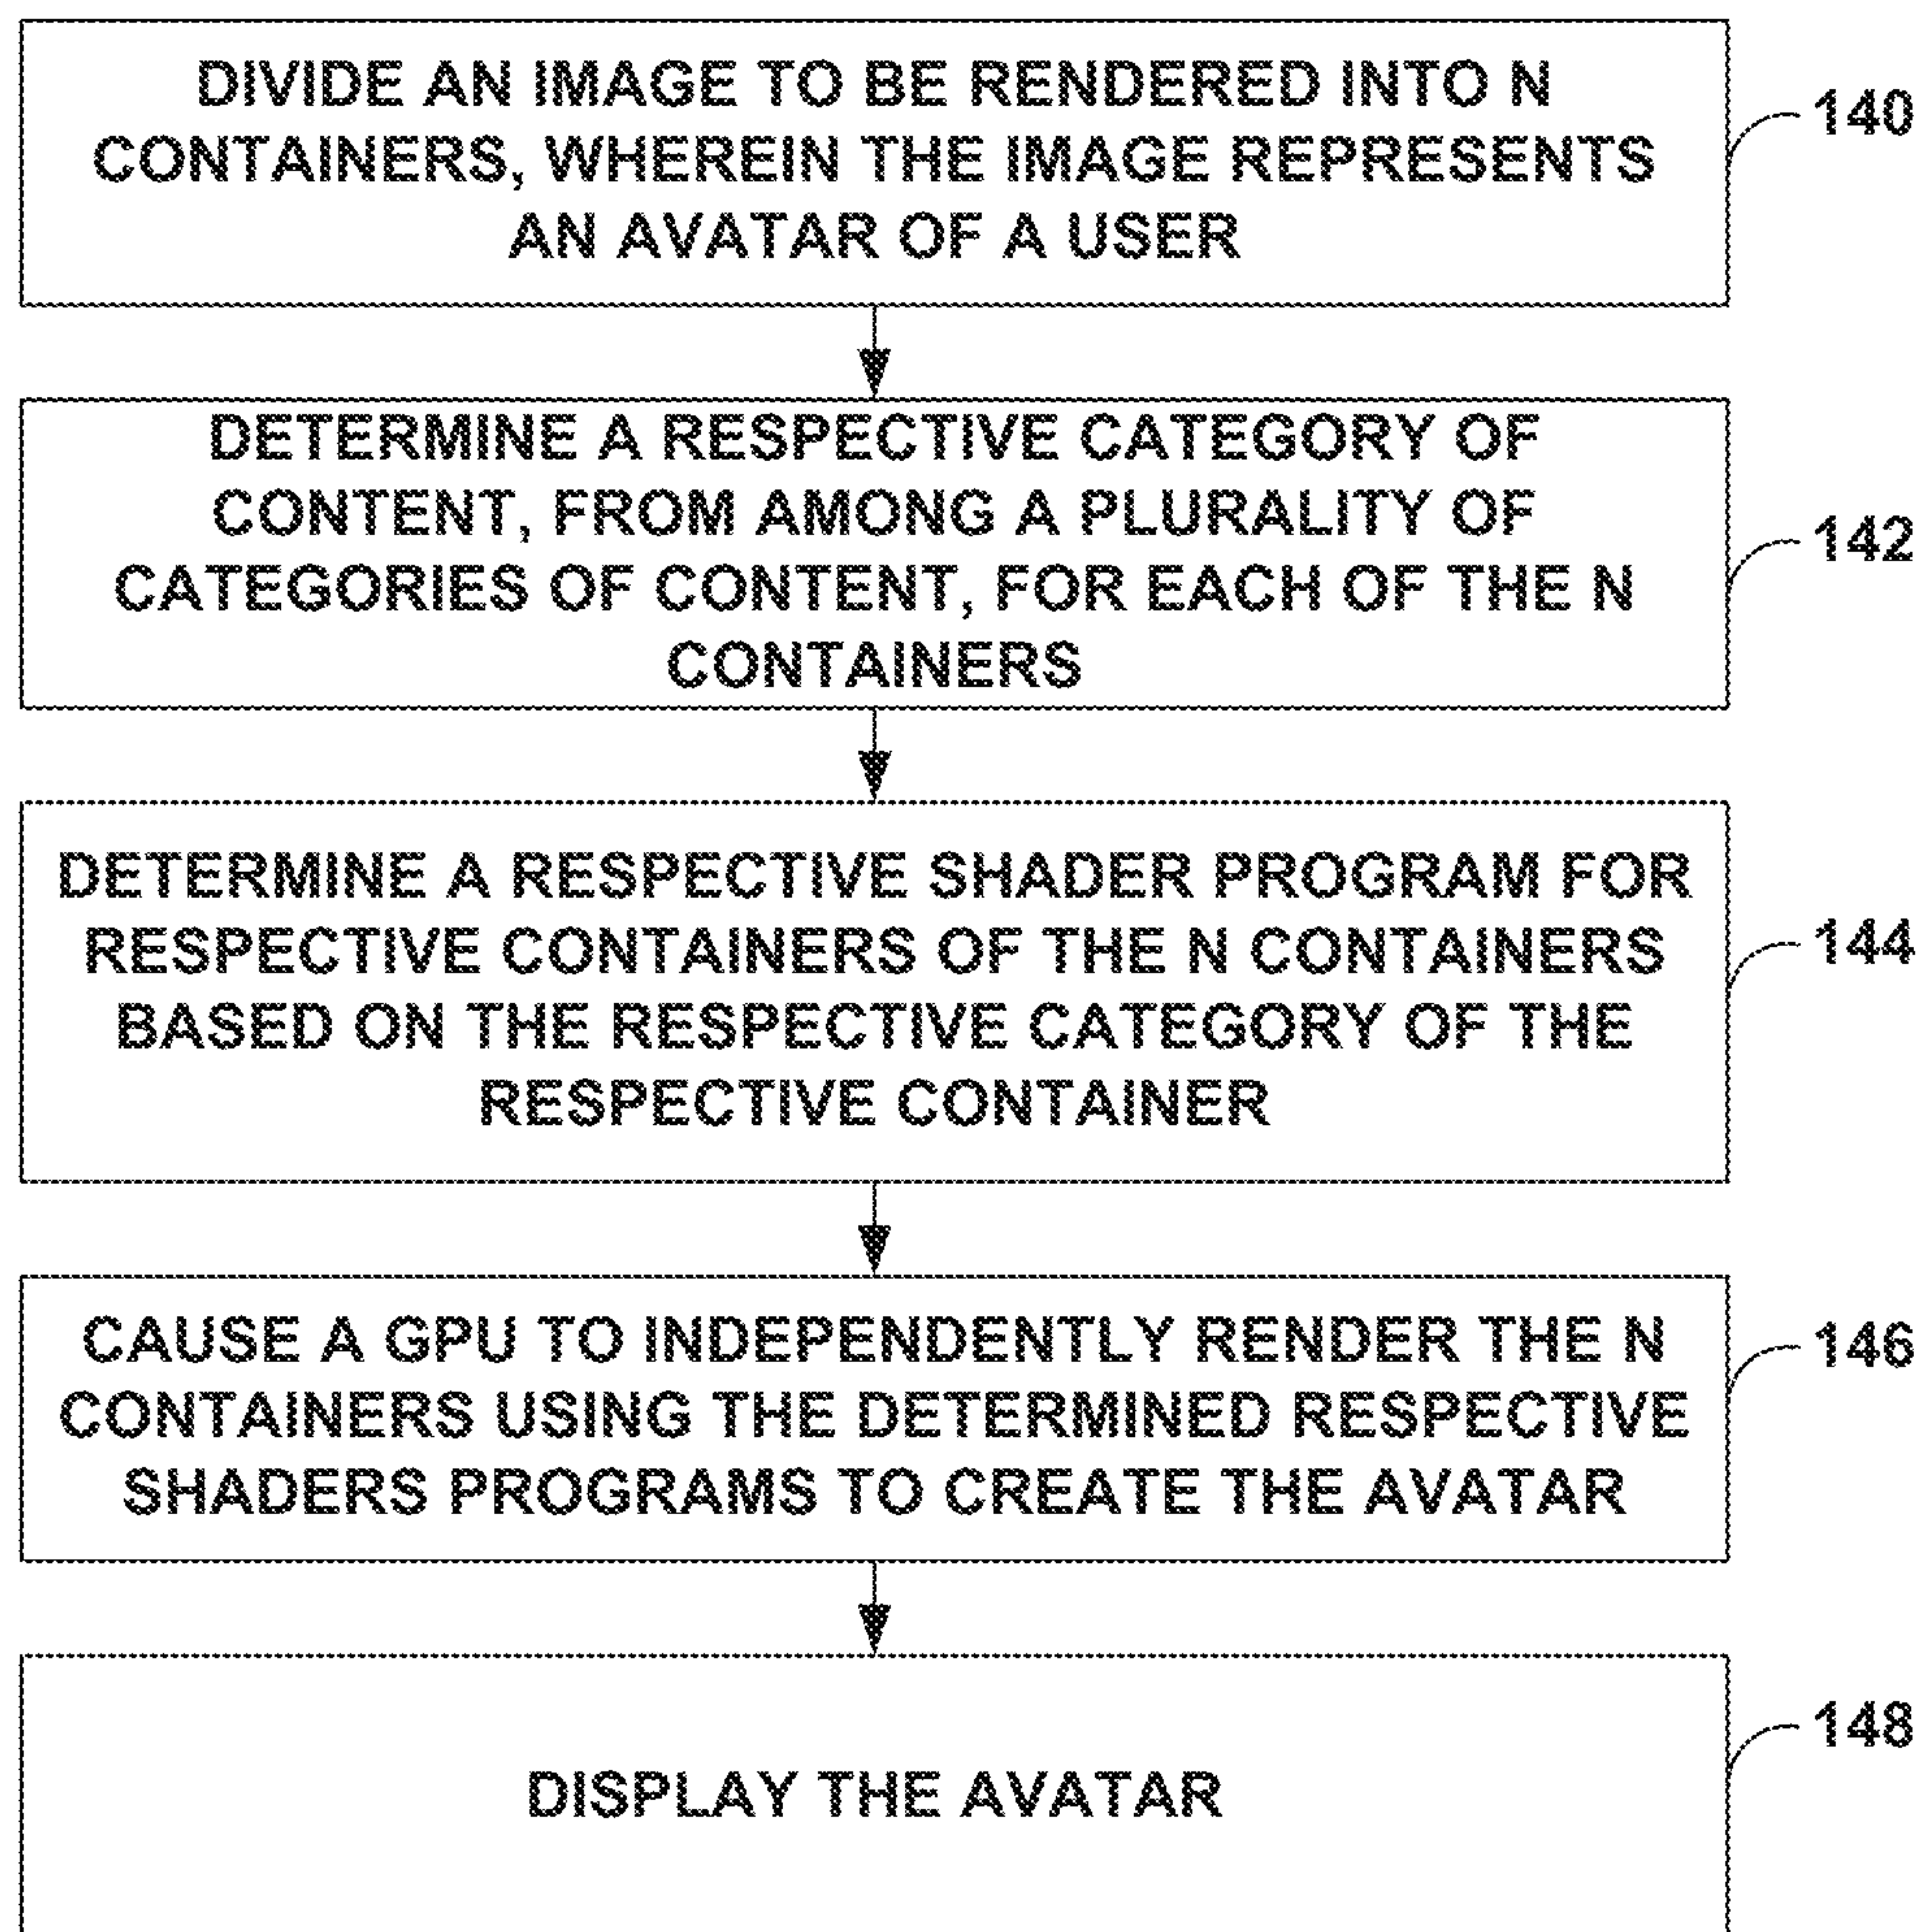 DIVIDE AN IMAGE TO BE RENDERED INTO N
CONTAINERS, WHEREIN THE IMAGE REPRESENTS
AN AVATAR OF A USER
140
DETERMINE A RESPECTIVE CATEGORY OF
CONTENT, FROM AMONG A PLURALITY OF
CATEGORIES OF CONTENT, FOR EACH OF THE N
CONTAINERS
142
DETERMINE A RESPECTIVE SHADER PROGRAM FOR
RESPECTIVE CONTAINERS OF THE N CONTAINERS
BASED ON THE RESPECTIVE CATEGORY OF THE
RESPECTIVE CONTAINER
144
CAUSE A GPU TO INDEPENDENTLY RENDER THE N
CONTAINERS USING THE DETERMINED RESPECTIVE
SHADERS PROGRAMS TO CREATE THE AVATAR
146
DISPLAY THE AVATAR
148